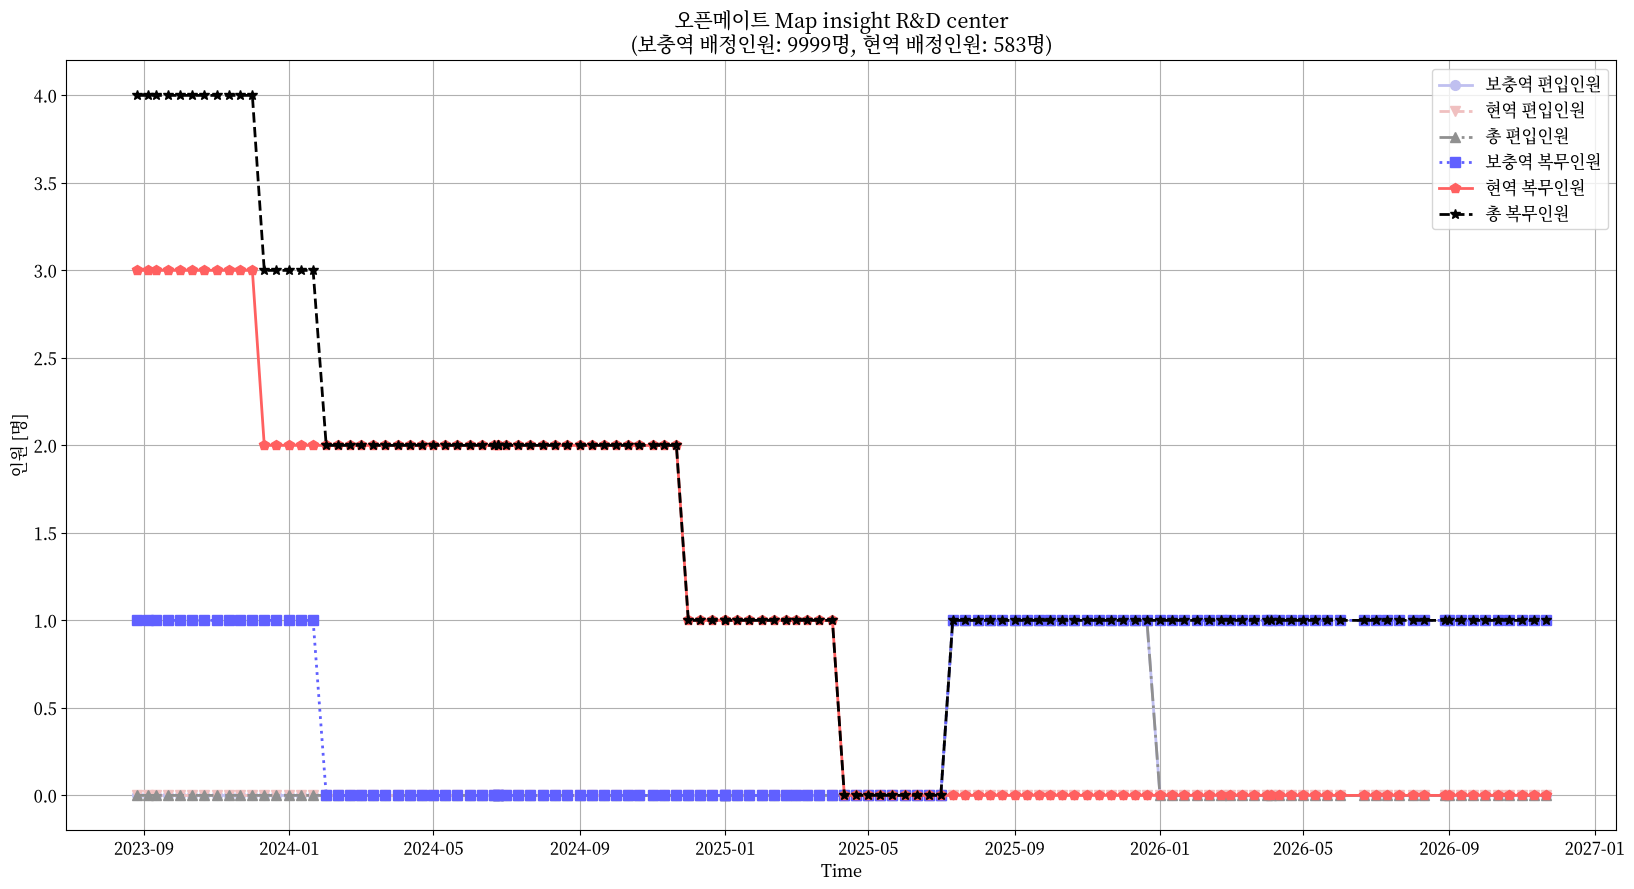 오픈메이트 Map insight R&D center
(보충역 배정인원: 9999명, 현역 배정인원: 583명)
보충역 편입인원
현역 편입인원
총 편입인원
보충역 복무인원
현역 복무인원
총 복무인원
인원 [명]
4.0
3.5
3.0
2.5
2.0
1.5
1.0
0.5
0.0
2023-09 2024-01 2024-05 2024-09 2025-01 2025-05 2025-09 2026-01 2026-05 2026-09 2027-01
Time